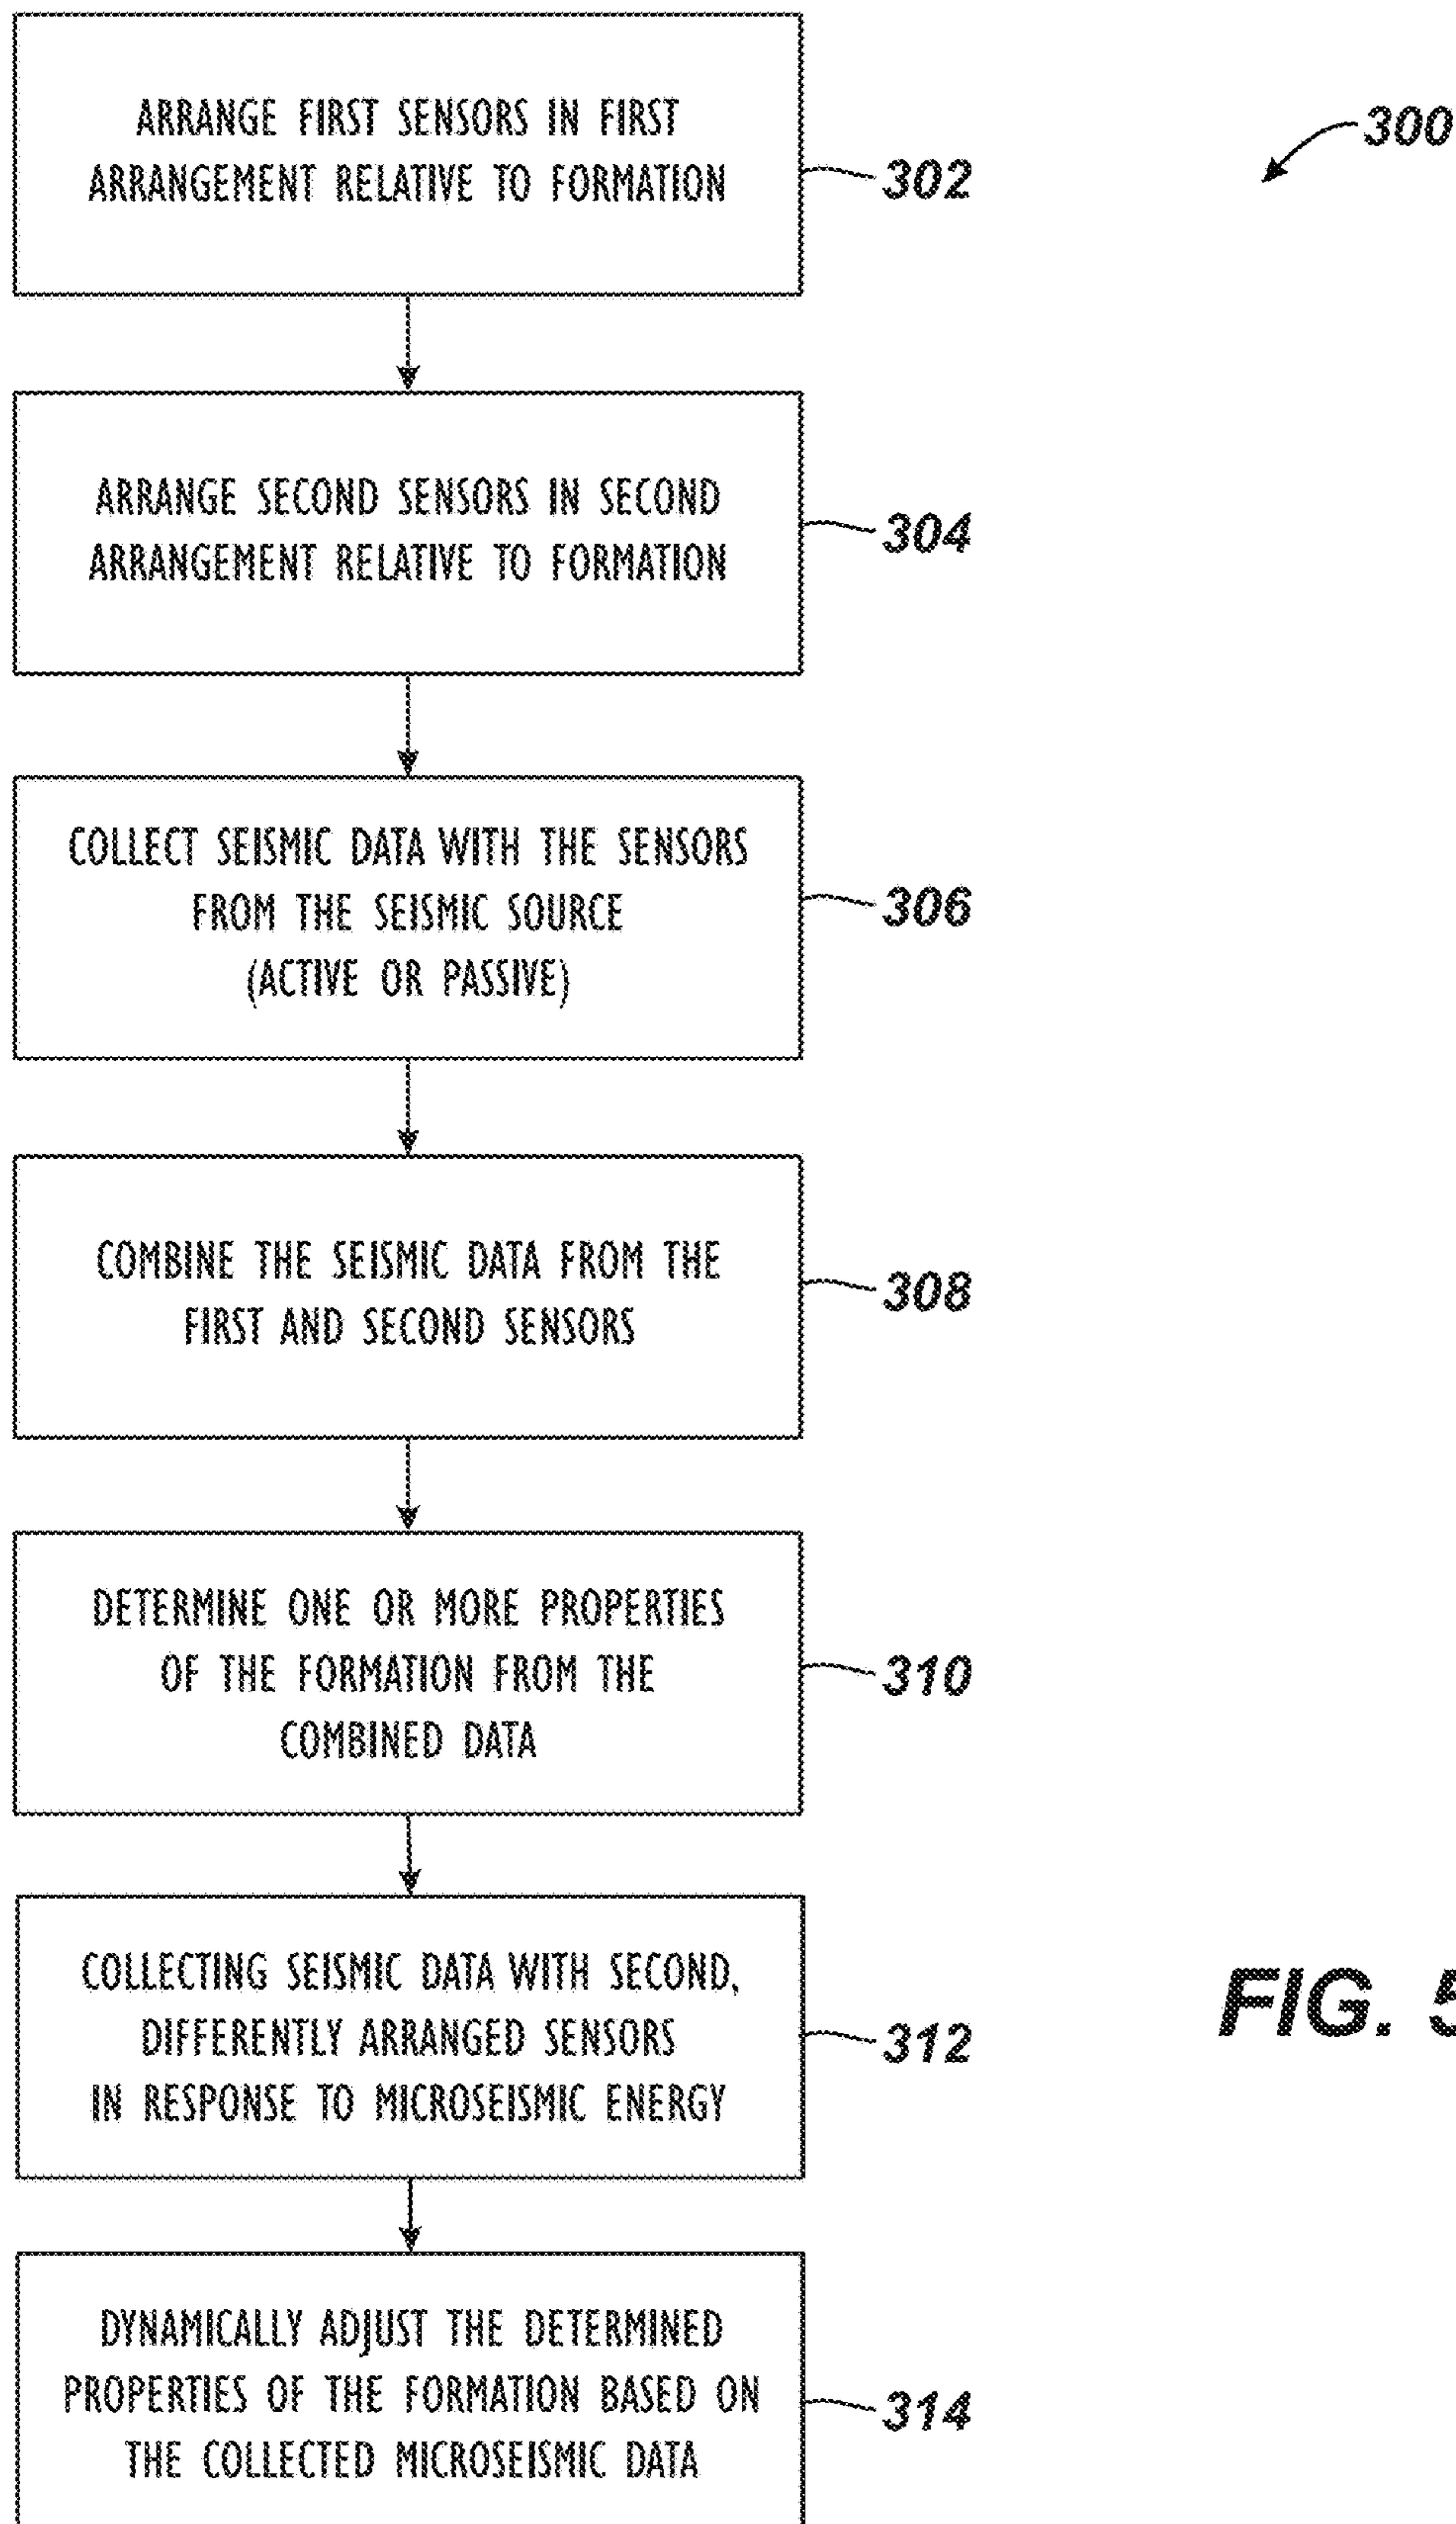 ARRANGE FIRST SENSORS IN FIRST
ARRANGEMENT RELATIVE TO FORMATION
302
300
ARRANGE SECOND SENSORS IN SECOND
ARRANGEMENT RELATIVE TO FORMATION
304
COLLECT SEISMIC DATA WITH THE SENSORS
FROM THE SEISMIC SOURCE
(ACTIVE OR PASSIVE)
306
COMBINE THE SEISMIC DATA FROM THE
FIRST AND SECOND SENSORS
308
DETERMINE ONE OR MORE PROPERTIES
OF THE FORMATION FROM THE
COMBINED DATA
310
COLLECTING SEISMIC DATA WITH SECOND,
DIFFERENTLY ARRANGED SENSORS
IN RESPONSE TO MICROSEISMIC ENERGY
312
FIG. 5
DYNAMICALLY ADJUST THE DETERMINED
PROPERTIES OF THE FORMATION BASED ON
THE COLLECTED MICROSEISMIC DATA
314